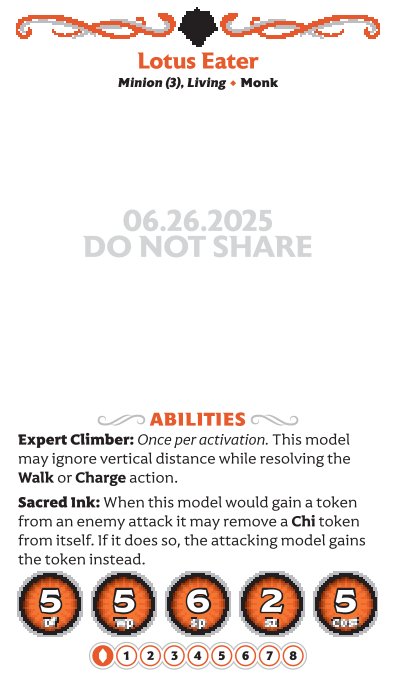 Lotus Eater
Minion (3), Living ♦ Monk
06.26.2025
DO NOT SHARE
ABILITIES
Expert Climber: Once per activation. This model
may ignore vertical distance while resolving the
Walk or Charge action.
Sacred Ink: When this model would gain a token
from an enemy attack it may remove a Chi token
from itself. If it does so, the attacking model gains
the token instead.
5 5 6 2 5
df wp sp sz cost
1 2 3 4 5 6 7 8